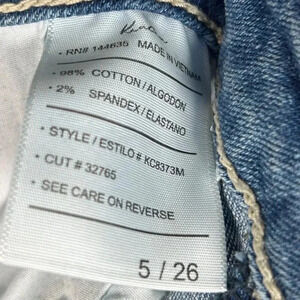 · RN# 144635 MADE IN VIETNAM
· 98% COTTON / ALGODON
· 2% SPANDEX / ELASTANO
· STYLE / ESTILO # KC8373M
· CUT # 32765
· SEE CARE ON REVERSE
5 / 26